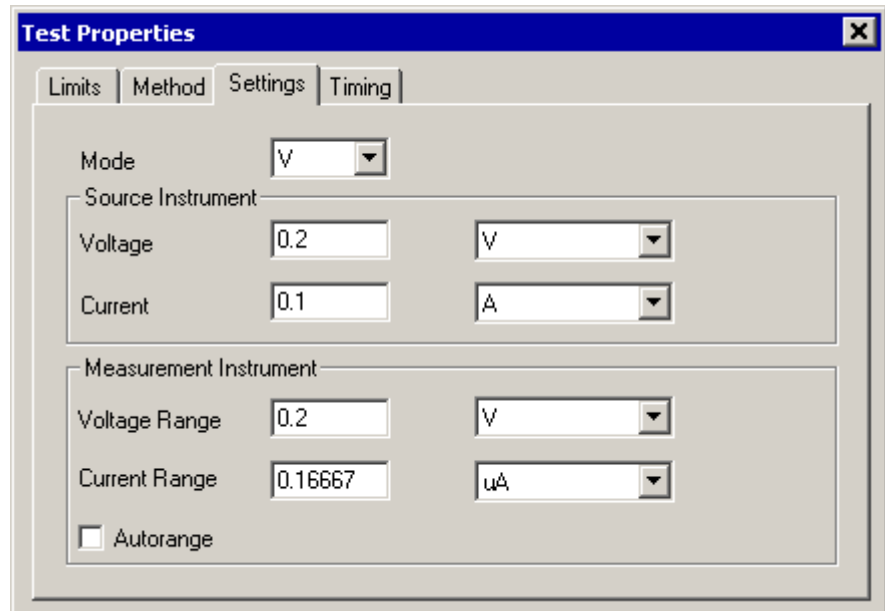 Test Properties
Limits Method Settings Timing
Mode V
Source Instrument
Voltage 0.2 V
Current 0.1 A
Measurement Instrument
Voltage Range 0.2 V
Current Range 0.16667 uA
Autorange